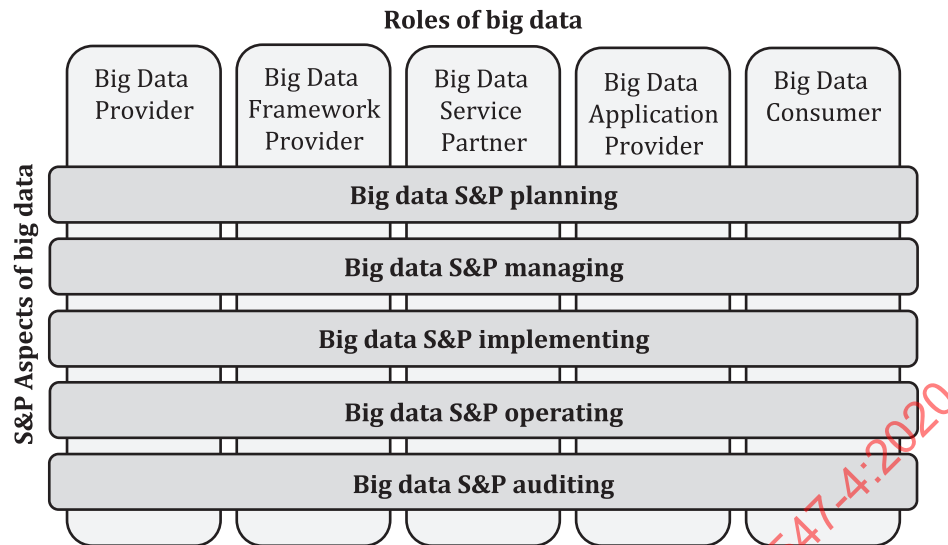 Roles of big data
Big Data
Provider
Big Data
Framework
Provider
Big Data
Service
Partner
Big Data
Application
Provider
Big Data
Consumer
S&P Aspects of big data
Big data S&P planning
Big data S&P managing
Big data S&P implementing
Big data S&P operating
Big data S&P auditing
547-4:2020